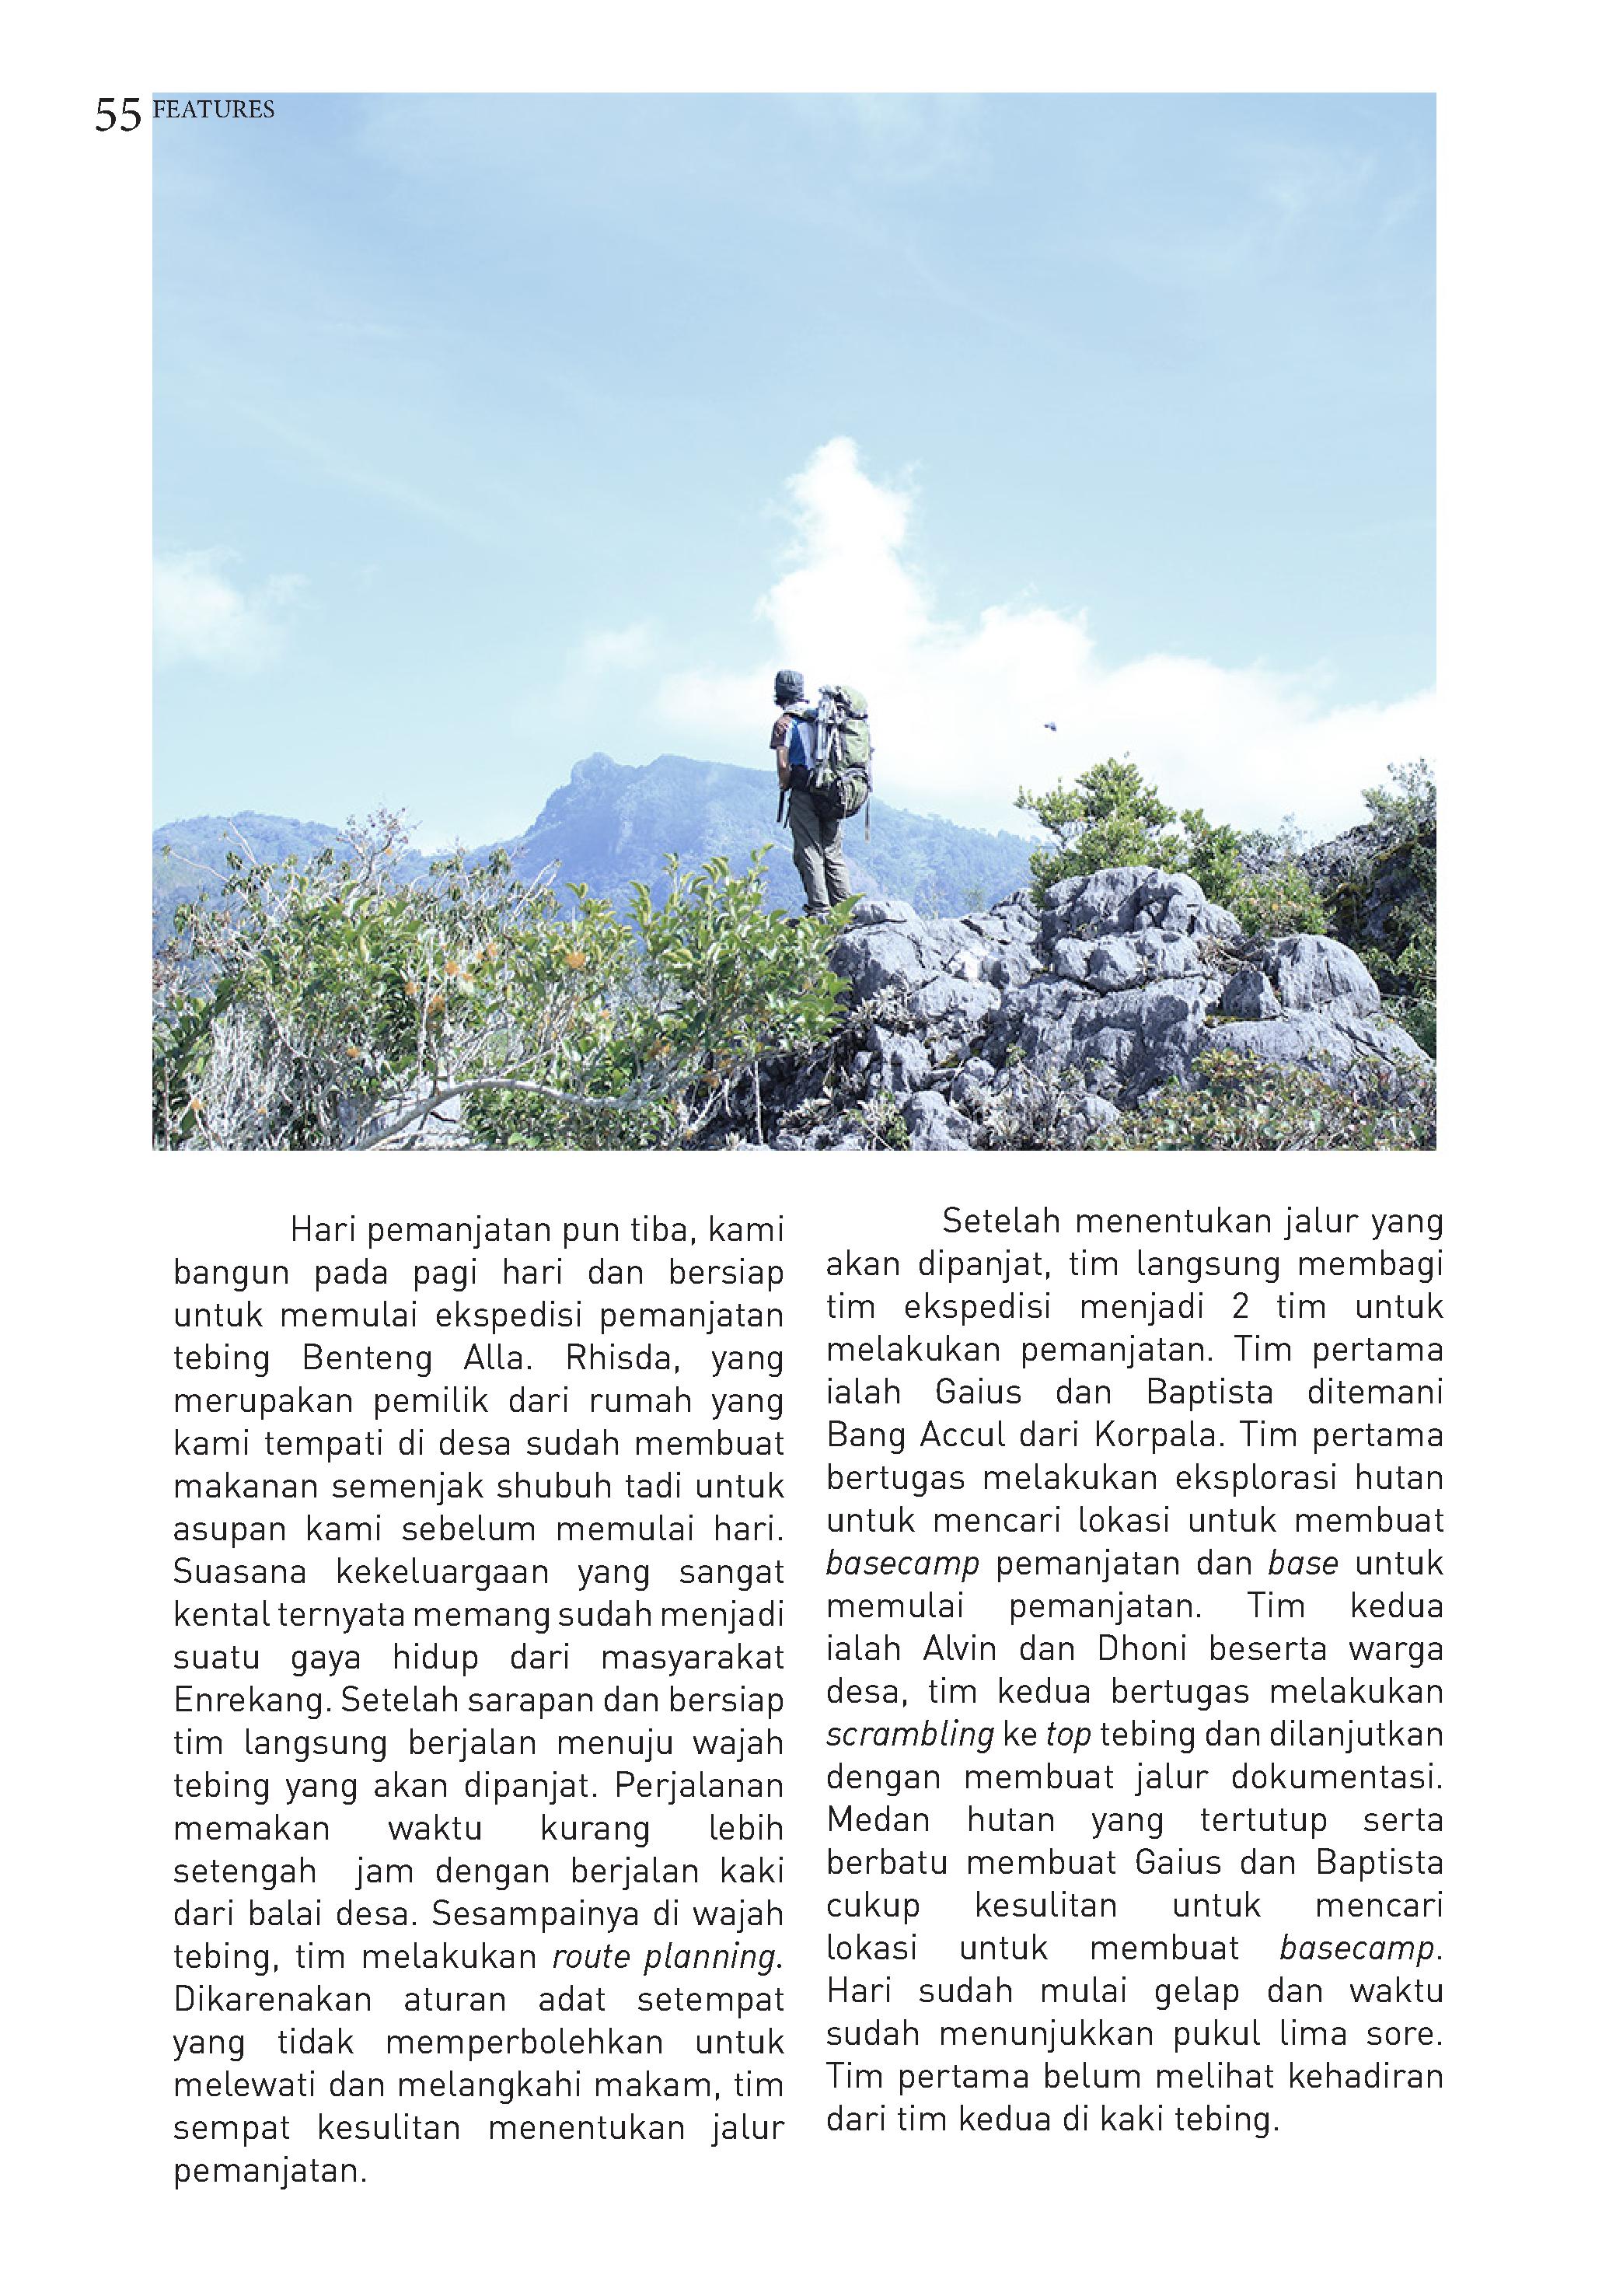 55 FEATURES
Hari pemanjatan pun tiba, kami
bangun pada pagi hari dan bersiap
untuk memulai ekspedisi pemanjatan
tebing Benteng Alla. Rhisda, yang
merupakan pemilik dari rumah yang
kami tempati di desa sudah membuat
makanan semenjak shubuh tadi untuk
asupan kami sebelum memulai hari.
Suasana kekeluargaan yang sangat
kental ternyata memang sudah menjadi
suatu gaya hidup dari masyarakat
Enrekang. Setelah sarapan dan bersiap
tim langsung berjalan menuju wajah
tebing yang akan dipanjat. Perjalanan
memakan waktu kurang lebih
setengah jam dengan berjalan kaki
dari balai desa. Sesampainya di wajah
tebing, tim melakukan route planning.
Dikarenakan aturan adat setempat
yang tidak memperbolehkan untuk
melewati dan melangkahi makam, tim
sempat kesulitan menentukan jalur
pemanjatan.
Setelah menentukan jalur yang
akan dipanjat, tim langsung membagi
tim ekspedisi menjadi 2 tim untuk
melakukan pemanjatan. Tim pertama
ialah Gaius dan Baptista ditemani
Bang Accul dari Korpala. Tim pertama
bertugas melakukan eksplorasi hutan
untuk mencari lokasi untuk membuat
basecamp pemanjatan dan base untuk
memulai pemanjatan. Tim kedua
ialah Alvin dan Dhoni beserta warga
desa, tim kedua bertugas melakukan
scrambling ke top tebing dan dilanjutkan
dengan membuat jalur dokumentasi.
Medan hutan yang tertutup serta
berbatu membuat Gaius dan Baptista
cukup kesulitan untuk mencari
lokasi untuk membuat basecamp.
Hari sudah mulai gelap dan waktu
sudah menunjukkan pukul lima sore.
Tim pertama belum melihat kehadiran
dari tim kedua di kaki tebing.